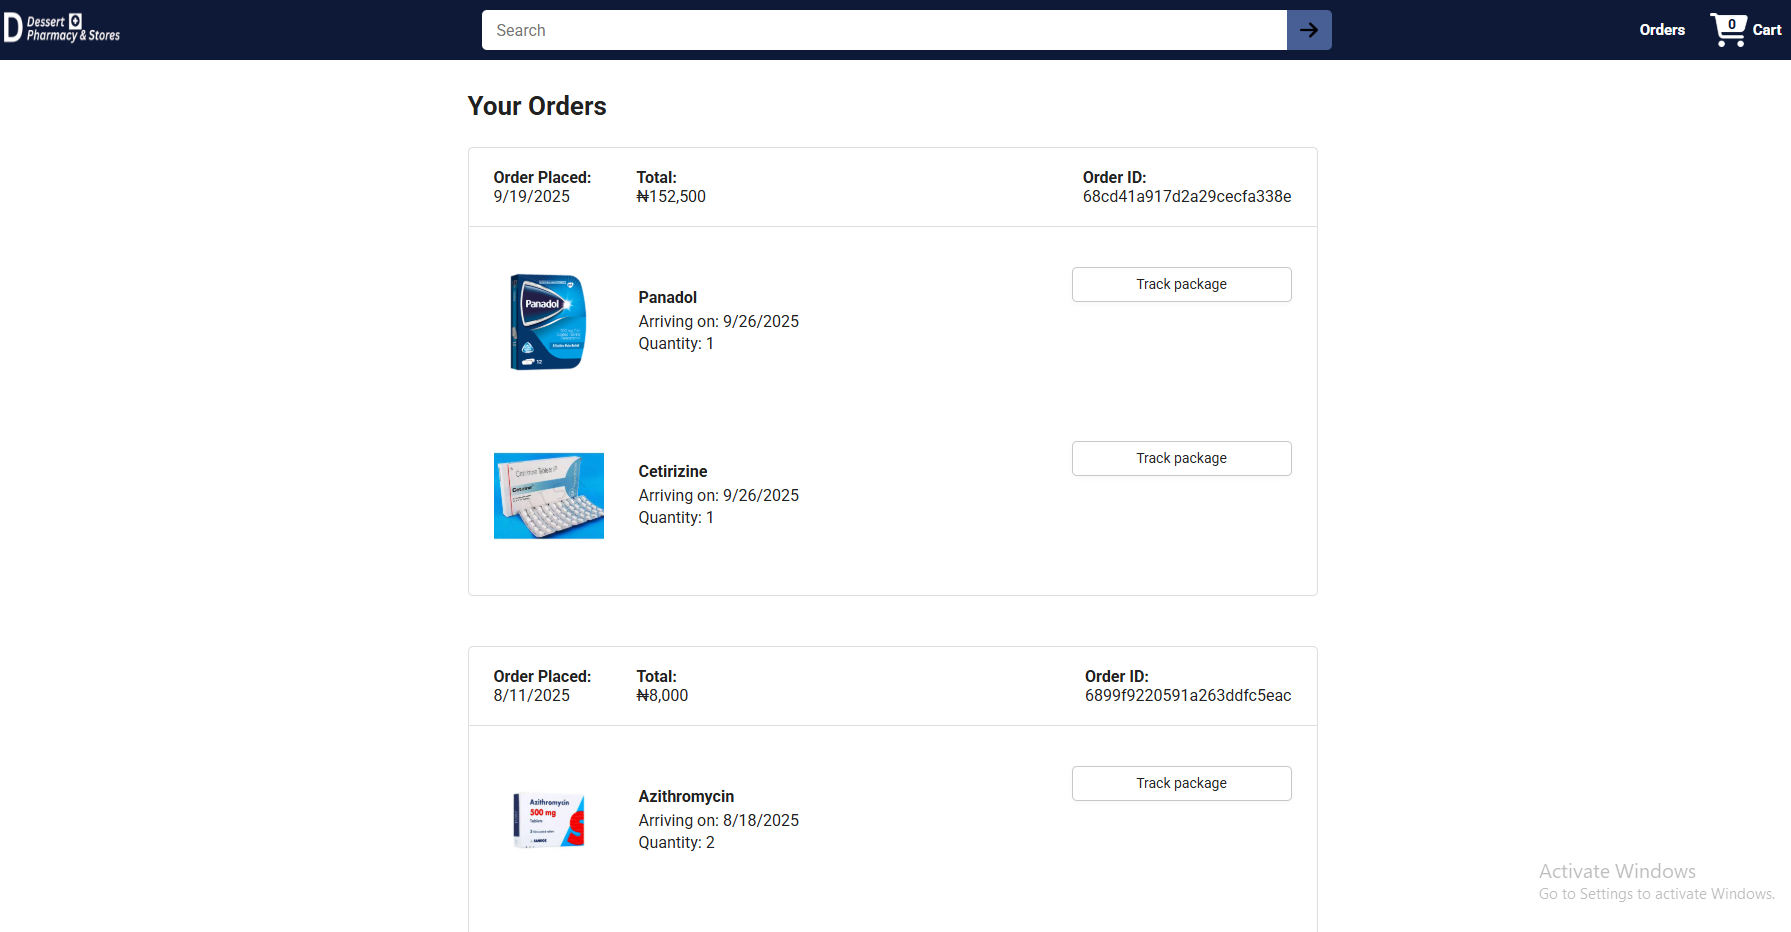 D Dessert
Pharmacy & Stores
Search
Orders
0
Cart
Your Orders
Order Placed:
9/19/2025
Total:
₦152,500
Order ID:
68cd41a917d2a29cecfa338e
Panadol
Panadol
Arriving on: 9/26/2025
Quantity: 1
Track package
Cetirizine
Arriving on: 9/26/2025
Quantity: 1
Track package
Order Placed:
8/11/2025
Total:
₦8,000
Order ID:
6899f9220591a263ddfc5eac
Azithromycin
500 mg
Tablets
SANDOZ
Azithromycin
Arriving on: 8/18/2025
Quantity: 2
Track package
Activate Windows
Go to Settings to activate Windows.